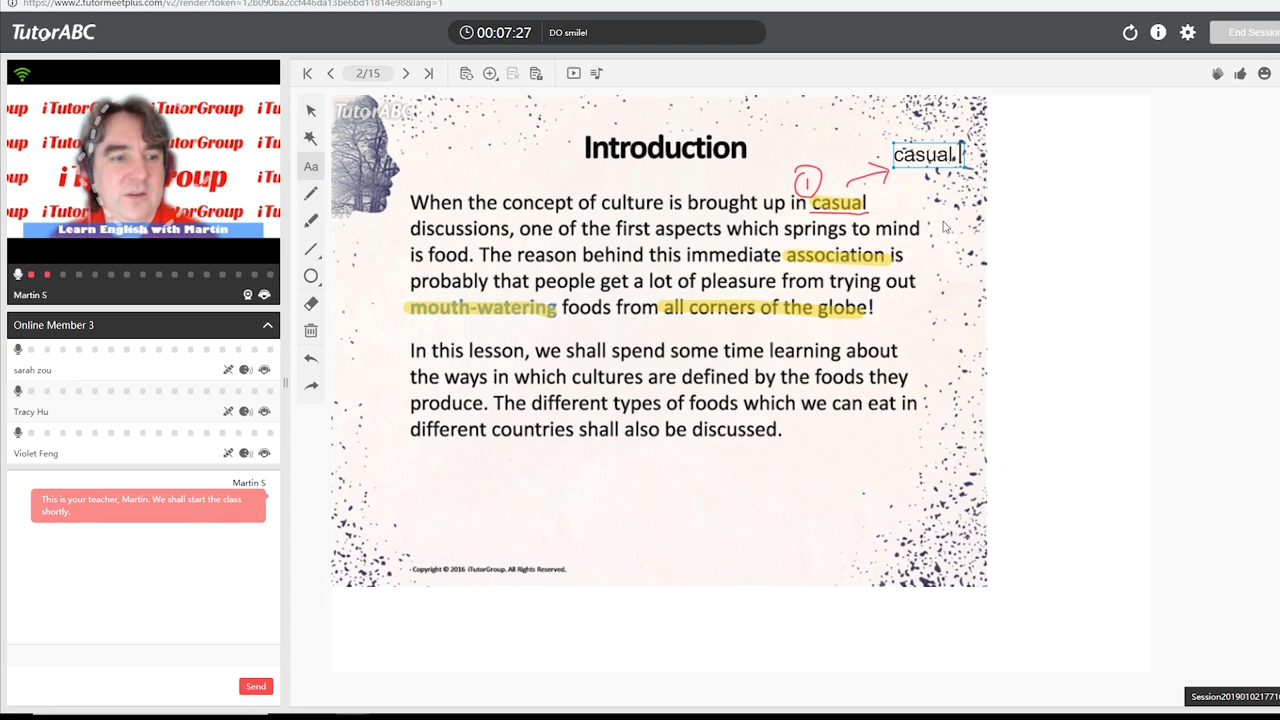 https://www2.tutormeetplus.com/v2/render?token=12b090ba2ccf446da13be6bd11814e98&lang=1
TutorABC
00:07:27
DO smile!
End Sessio
2/15
iTutorGroup
Learn English with Martin
Martin S
Online Member 3
sarah zou
Tracy Hu
Violet Feng
Martin S
This is your teacher, Martin. We shall start the class
shortly.
Send
Aa
TutorABC
Introduction
casual.
1
When the concept of culture is brought up in casual
discussions, one of the first aspects which springs to mind
is food. The reason behind this immediate association is
probably that people get a lot of pleasure from trying out
mouth-watering foods from all corners of the globe!
In this lesson, we shall spend some time learning about
the ways in which cultures are defined by the foods they
produce. The different types of foods which we can eat in
different countries shall also be discussed.
- Copyright © 2016 iTutorGroup. All Rights Reserved.